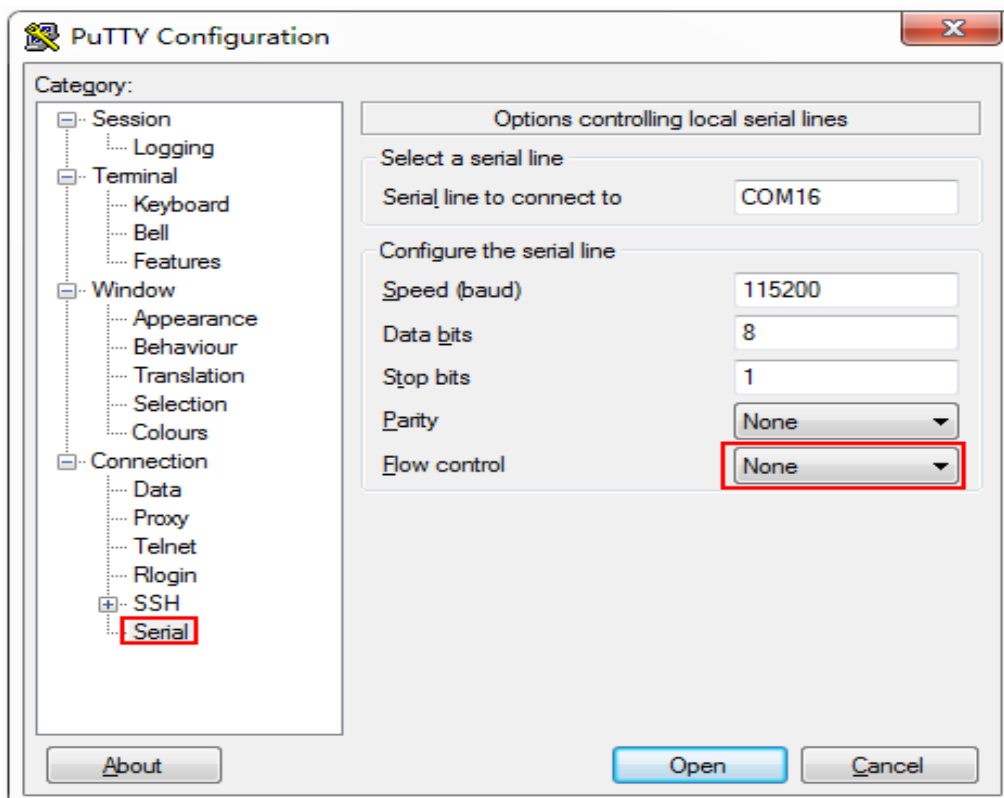 PuTTY Configuration
Category:
Session
Logging
Terminal
Keyboard
Bell
Features
Window
Appearance
Behaviour
Translation
Selection
Colours
Connection
Data
Proxy
Telnet
Rlogin
SSH
Serial
Options controlling local serial lines
Select a serial line
Serial line to connect to COM16
Configure the serial line
Speed (baud) 115200
Data bits 8
Stop bits 1
Parity None
Flow control None
About Open Cancel